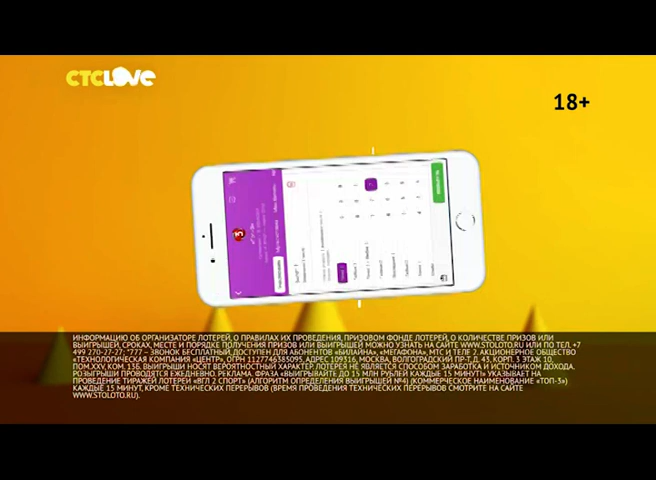 СТСLOVE
18+
ИНФОРМАЦИЮ ОБ ОРГАНИЗАТОРЕ ЛОТЕРЕЙ, О ПРАВИЛАХ ИХ ПРОВЕДЕНИЯ, ПРИЗОВОМ ФОНДЕ ЛОТЕРЕЙ, О КОЛИЧЕСТВЕ ПРИЗОВ ИЛИ
ВЫИГРЫШЕЙ, СРОКАХ, МЕСТЕ И ПОРЯДКЕ ПОЛУЧЕНИЯ ПРИЗОВ ИЛИ ВЫИГРЫШЕЙ МОЖНО УЗНАТЬ НА САЙТЕ WWW.STOLOTO.RU ИЛИ ПО ТЕЛ. +7
499 270-27-27; *777 – ЗВОНОК БЕСПЛАТНЫЙ, ДОСТУПЕН ДЛЯ АБОНЕНТОВ «БИЛАЙНА», «МЕГАФОНА», МТС И ТЕЛЕ 2. АКЦИОНЕРНОЕ ОБЩЕСТВО
«ТЕХНОЛОГИЧЕСКАЯ КОМПАНИЯ «ЦЕНТР», ОГРН 1127746385095, АДРЕС: 109316, МОСКВА, ВОЛГОГРАДСКИЙ ПР-Т, Д. 43, КОРП. 3 ЭТАЖ 10,
ПОМ.XXV, КОМ. 13Б. ВЫИГРЫШИ НОСЯТ ВЕРОЯТНОСТНЫЙ ХАРАКТЕР. ЛОТЕРЕЯ НЕ ЯВЛЯЕТСЯ СПОСОБОМ ЗАРАБОТКА И ИСТОЧНИКОМ ДОХОДА.
РОЗЫГРЫШИ ПРОВОДЯТСЯ ЕЖЕДНЕВНО. РЕКЛАМА. ФРАЗА «ВЫИГРЫВАЙТЕ ДО 15 МЛН РУБЛЕЙ КАЖДЫЕ 15 МИНУТ!» УКАЗЫВАЕТ НА
ПРОВЕДЕНИЕ ТИРАЖЕЙ ЛОТЕРЕИ «ВГЛ 2 СПОРТ» (АЛГОРИТМ ОПРЕДЕЛЕНИЯ ВЫИГРЫШЕЙ №4) (КОММЕРЧЕСКОЕ НАИМЕНОВАНИЕ «ТОП-3»)
КАЖДЫЕ 15 МИНУТ, КРОМЕ ТЕХНИЧЕСКИХ ПЕРЕРЫВОВ (ВРЕМЯ ПРОВЕДЕНИЯ ТЕХНИЧЕСКИХ ПЕРЕРЫВОВ СМОТРИТЕ НА САЙТЕ
WWW.STOLOTO.RU).